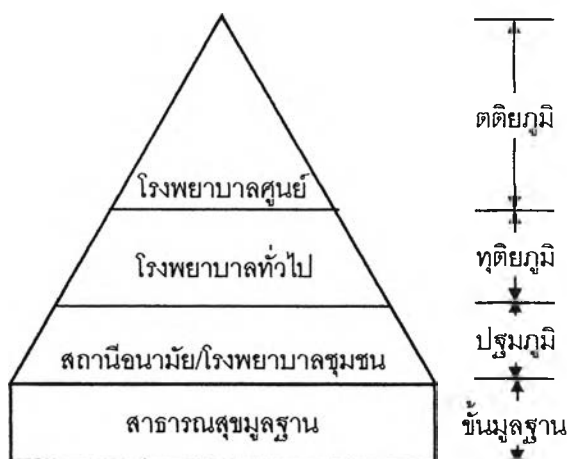 ตติยภูมิ
โรงพยาบาลศูนย์
ทุติยภูมิ
โรงพยาบาลทั่วไป
ปฐมภูมิ
สถานีอนามัย/โรงพยาบาลชุมชน
สาธารณสุขมูลฐาน
ขั้นมูลฐาน